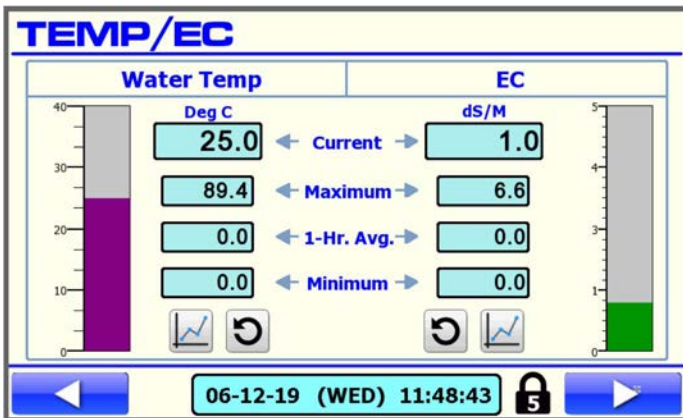 TEMP/EC
Water Temp EC
Deg C dS/M
40 5
25.0 Current 1.0
30 4
89.4 Maximum 6.6
20 0.0 1-Hr. Avg. 0.0 3
10 0.0 Minimum 0.0 1
0 0
06-12-19 (WED) 11:48:43 5